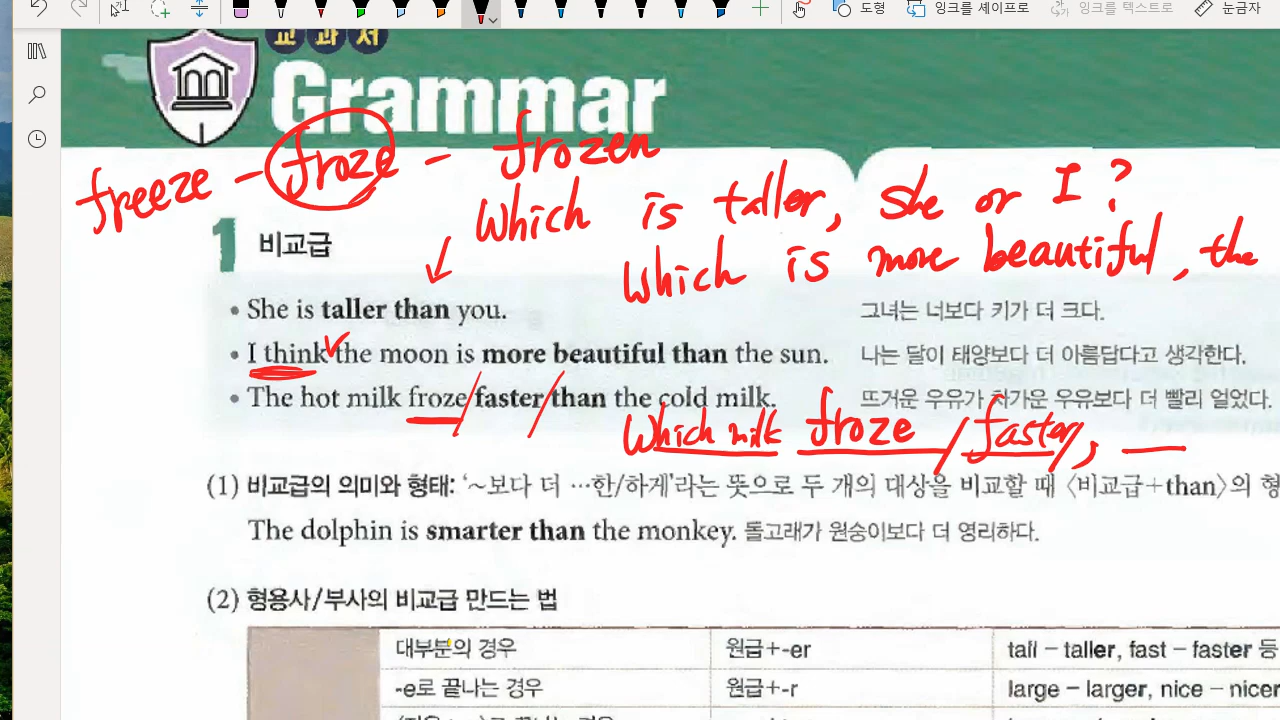 도형 잉크를 셰이프로 잉크를 텍스트로 눈금자
교과서
Grammar
freeze - froze - frozen
Which is taller, she or I?
Which is more beautiful, the
1 비교급
• She is taller than you. 그녀는 너보다 키가 더 크다.
• I think the moon is more beautiful than the sun. 나는 달이 태양보다 더 아름답다고 생각한다.
• The hot milk froze/faster/than the cold milk. 뜨거운 우유가 차가운 우유보다 더 빨리 얼었다.
Which milk froze / faster,
(1) 비교급의 의미와 형태: ‘~보다 더 …한/하게’라는 뜻으로 두 개의 대상을 비교할 때 〈비교급+than〉의 형
The dolphin is smarter than the monkey. 돌고래가 원숭이보다 더 영리하다.
(2) 형용사/부사의 비교급 만드는 법
대부분의 경우 원급+-er tall – taller, fast – faster 등
-e로 끝나는 경우 원급+-r large – larger, nice – nicer